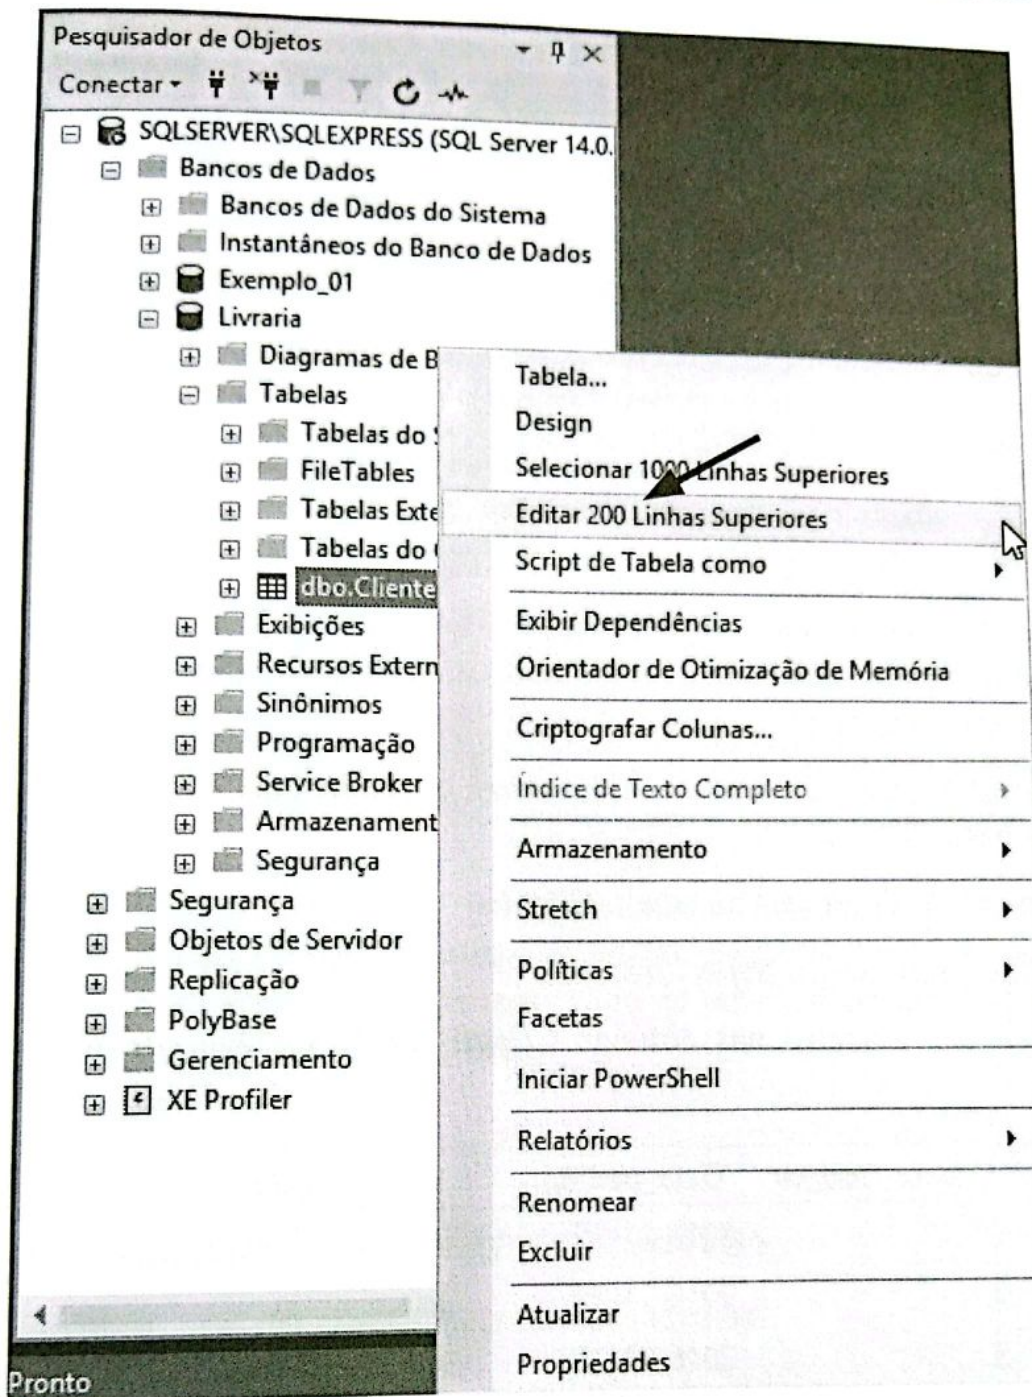 Pesquisador de Objetos
Conectar
SQLSERVER\SQLEXPRESS (SQL Server 14.0.
Bancos de Dados
Bancos de Dados do Sistema
Instantâneos do Banco de Dados
Exemplo_01
Livraria
Diagramas de B
Tabelas
Tabelas do
FileTables
Tabelas Exte
Tabelas do
dbo.Cliente
Exibições
Recursos Extern
Sinônimos
Programação
Service Broker
Armazenament
Segurança
Segurança
Objetos de Servidor
Replicação
PolyBase
Gerenciamento
XE Profiler
Pronto
Tabela...
Design
Selecionar 1000 Linhas Superiores
Editar 200 Linhas Superiores
Script de Tabela como
Exibir Dependências
Orientador de Otimização de Memória
Criptografar Colunas...
Índice de Texto Completo
Armazenamento
Stretch
Políticas
Facetas
Iniciar PowerShell
Relatórios
Renomear
Excluir
Atualizar
Propriedades